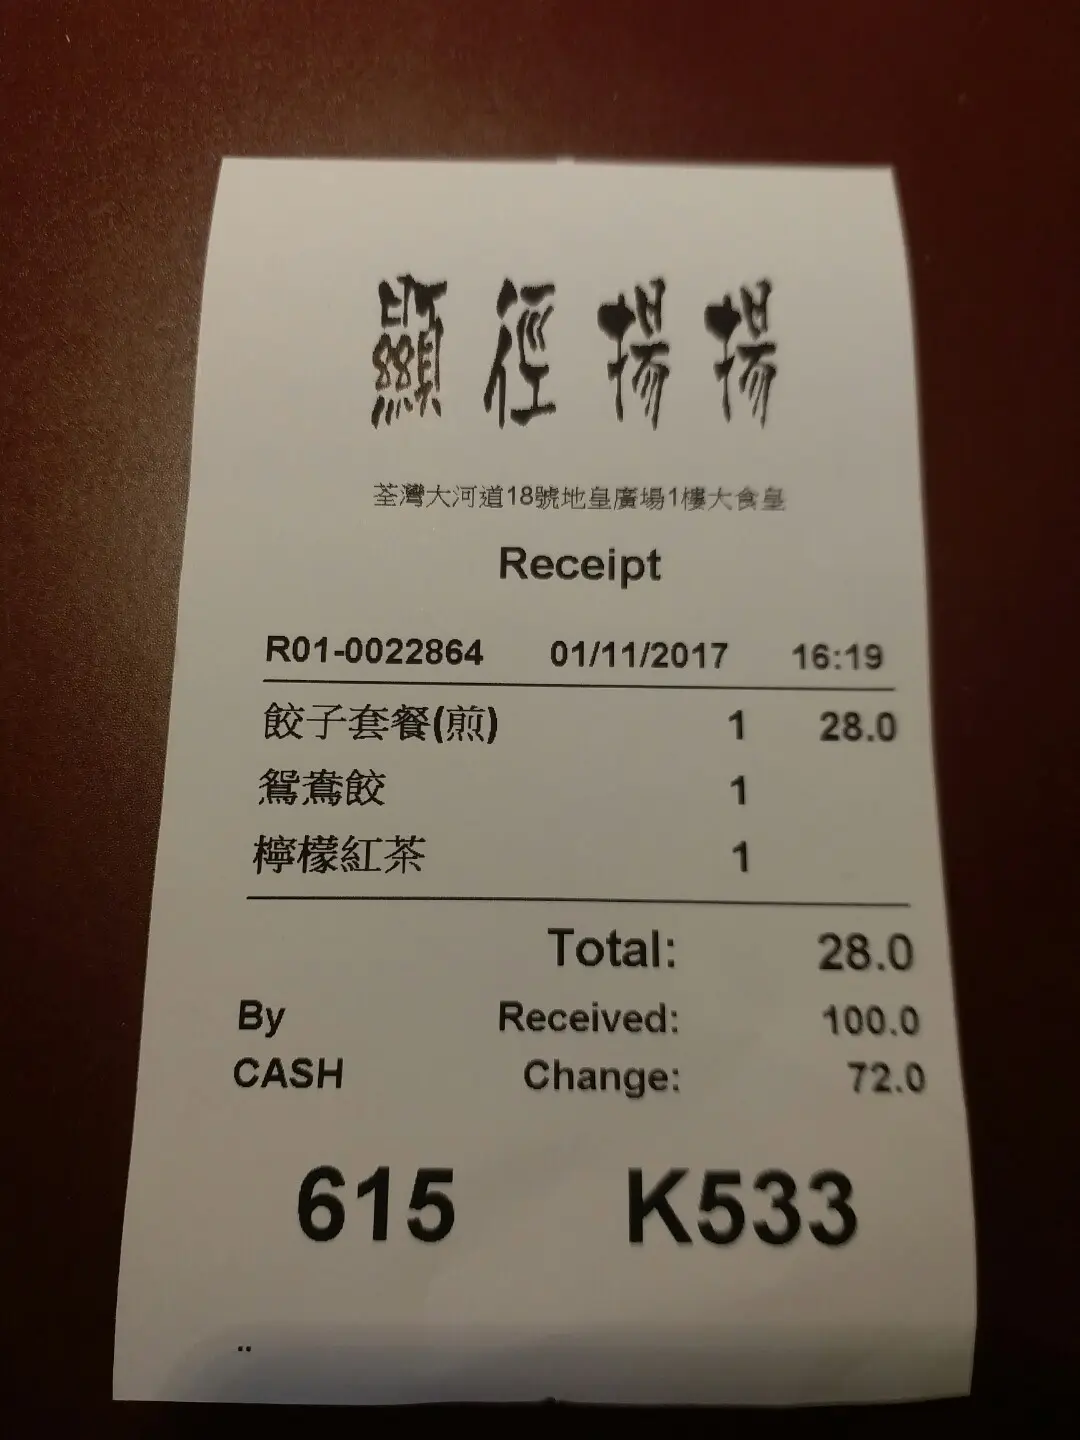 顯徑揚揚
荃灣大河道18號地皇廣場1樓大食皇
Receipt
R01-0022864 01/11/2017 16:19
餃子套餐(煎) 1 28.0
鴛鴦餃 1
檸檬紅茶 1
Total: 28.0
By Received: 100.0
CASH Change: 72.0
615 K533
..